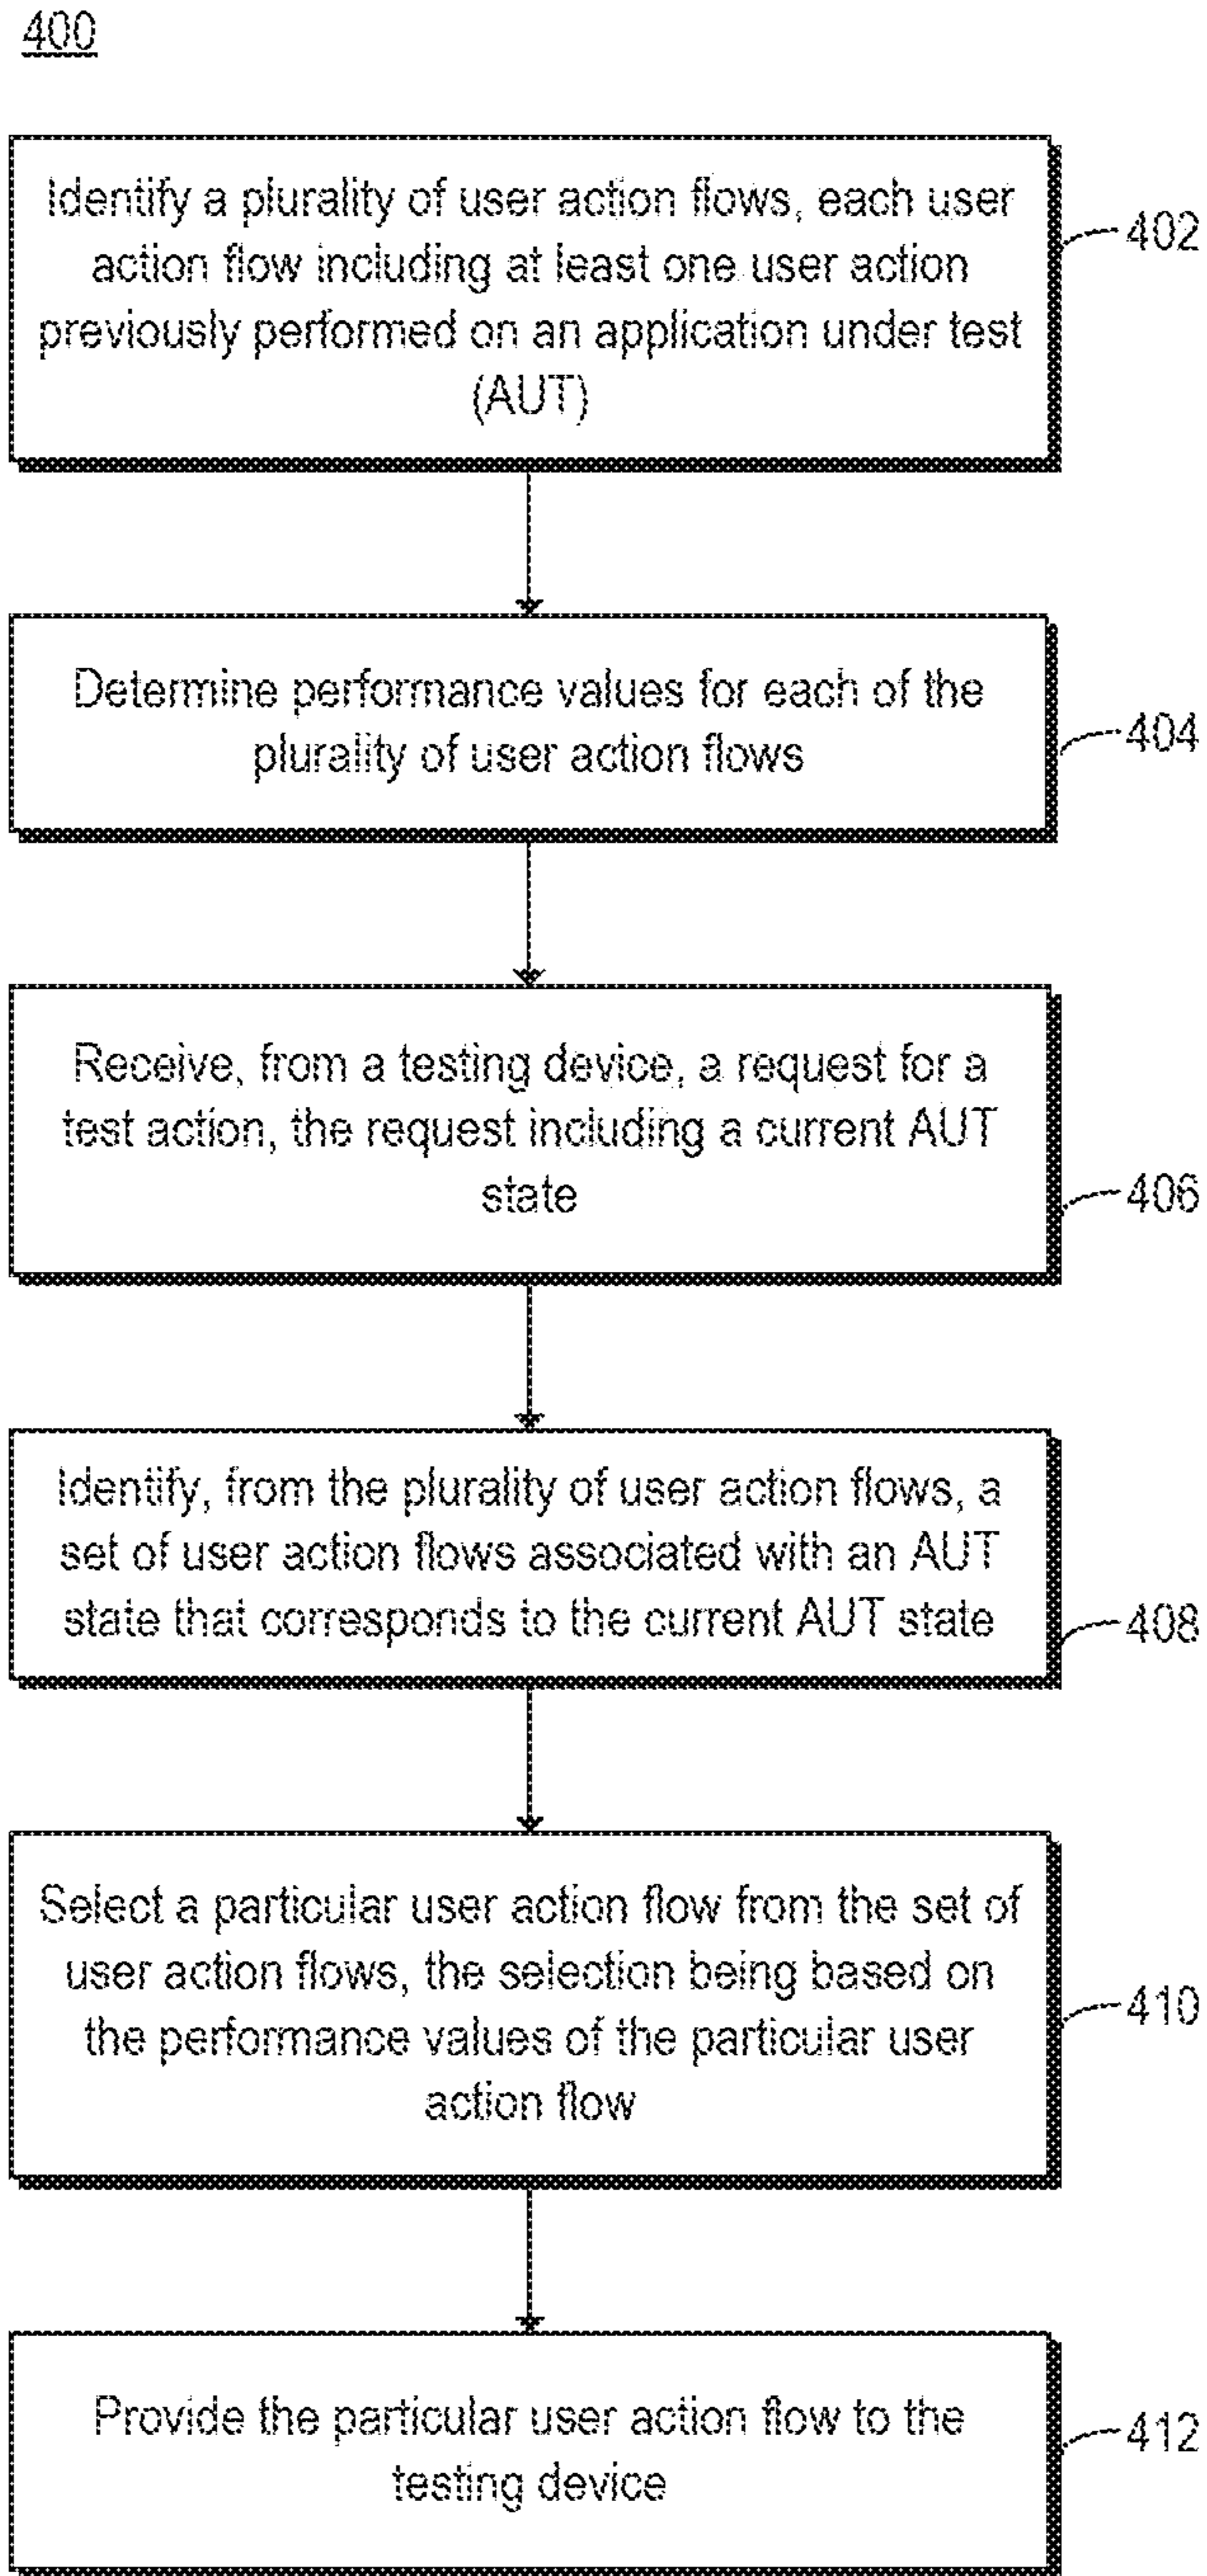 400
Identify a plurality of user action flows, each user
action flow including at least one user action
previously performed on an application under test
(AUT)
402
Determine performance values for each of the
plurality of user action flows
404
Receive, from a testing device, a request for a
test action, the request including a current AUT
state
406
Identify, from the plurality of user action flows, a
set of user action flows associated with an AUT
state that corresponds to the current AUT state
408
Select a particular user action flow from the set of
user action flows, the selection being based on
the performance values of the particular user
action flow
410
Provide the particular user action flow to the
testing device
412